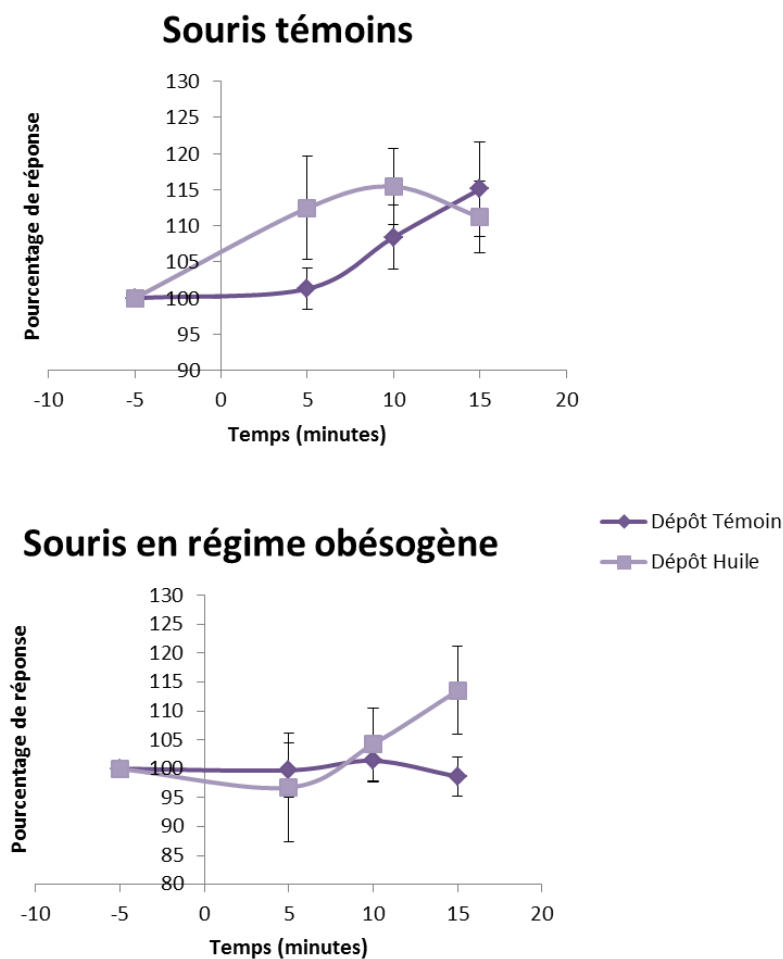 Souris témoins
Pourcentage de réponse
130
125
120
115
110
105
100
95
90
-10 -5 0 5 10 15 20
Temps (minutes)
Dépôt Témoin
Dépôt Huile
Souris en régime obésogène
Pourcentage de réponse
130
125
120
115
110
105
100
95
90
85
80
-10 -5 0 5 10 15 20
Temps (minutes)